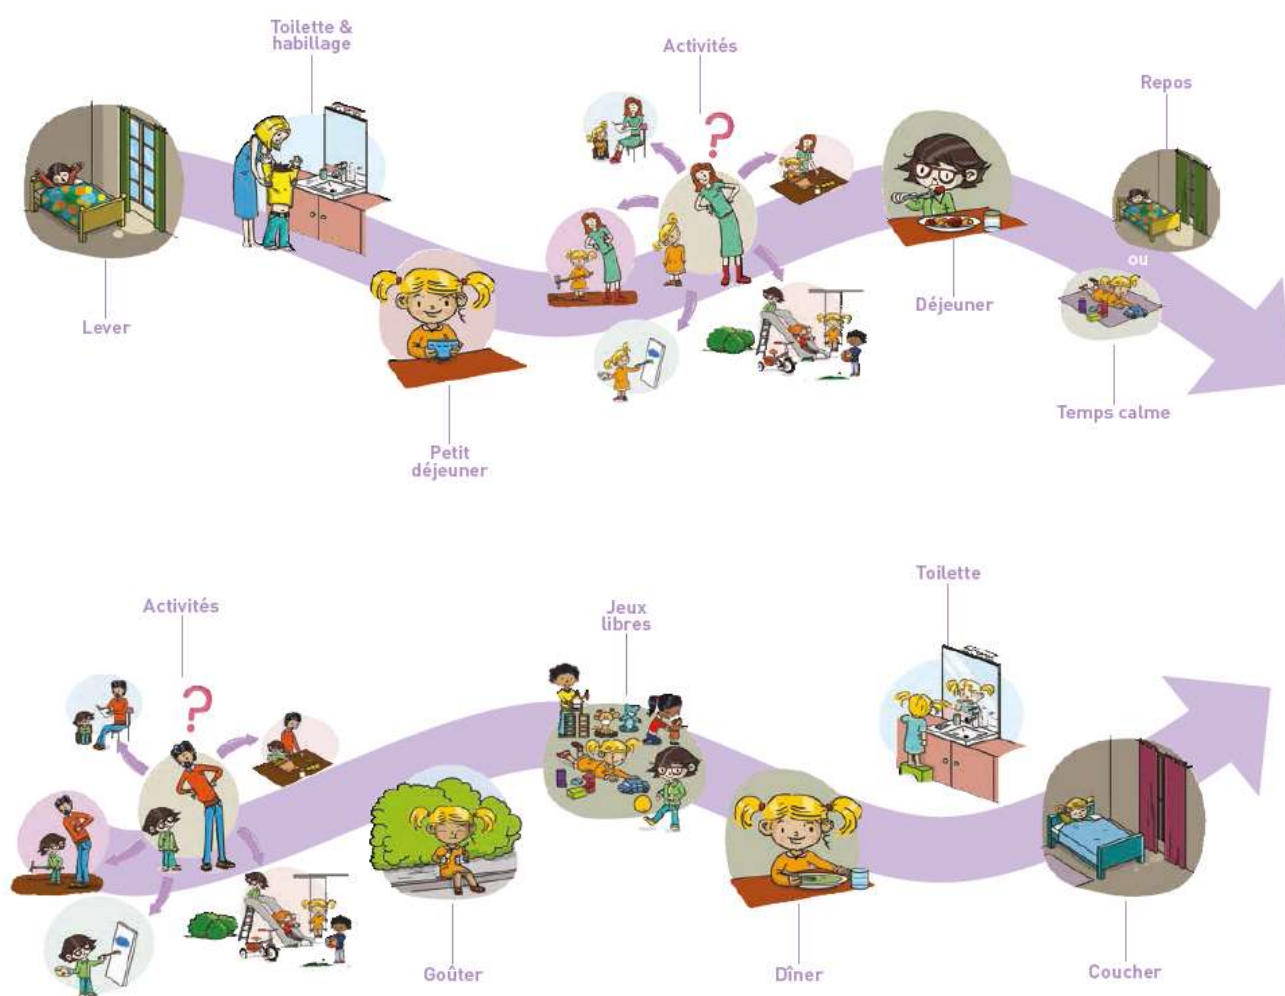 Toilette &
habillage
Activités
Repos
ou
Lever
Déjeuner
Temps calme
Petit
déjeuner
Toilette
Activités
Jeux
libres
Goûter
Dîner
Coucher